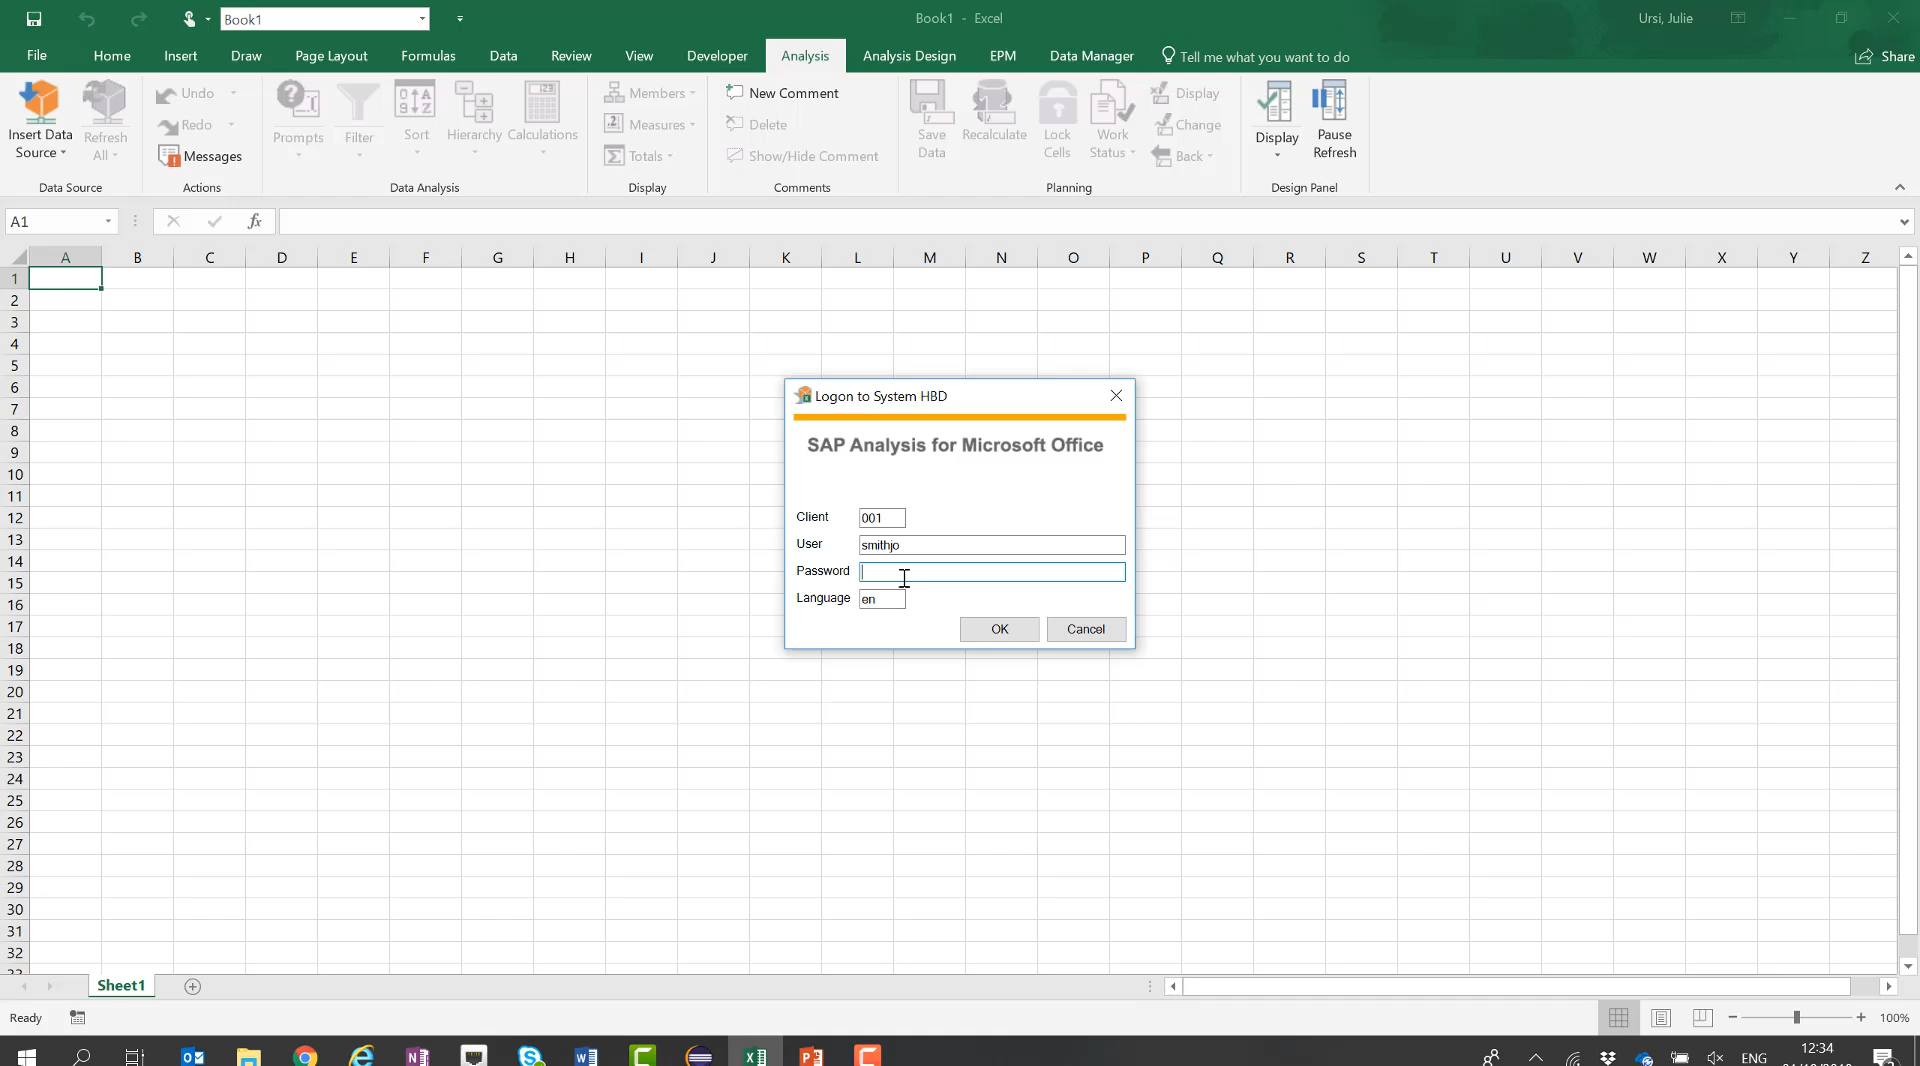 Book1
Book1 - Excel
Ursi, Julie
File Home Insert Draw Page Layout Formulas Data Review View Developer Analysis Analysis Design EPM Data Manager Tell me what you want to do Share
Insert Data Source
Refresh All
Undo
Redo
Messages
Prompts
Filter
Sort
Hierarchy
Calculations
Members
Measures
Totals
New Comment
Delete
Show/Hide Comment
Save Data
Recalculate
Lock Cells
Work Status
Display
Change
Back
Display
Pause Refresh
Data Source Actions Data Analysis Display Comments Planning Design Panel
A1 fx
A B C D E F G H I J K L M N O P Q R S T U V W X Y Z
1
2
3
4
5
6
7
8
9
10
11
12
13
14
15
16
17
18
19
20
21
22
23
24
25
26
27
28
29
30
31
32
Logon to System HBD
SAP Analysis for Microsoft Office
Client 001
User smithjo
Password
Language en
OK Cancel
Sheet1
Ready
100%
ENG
12:34